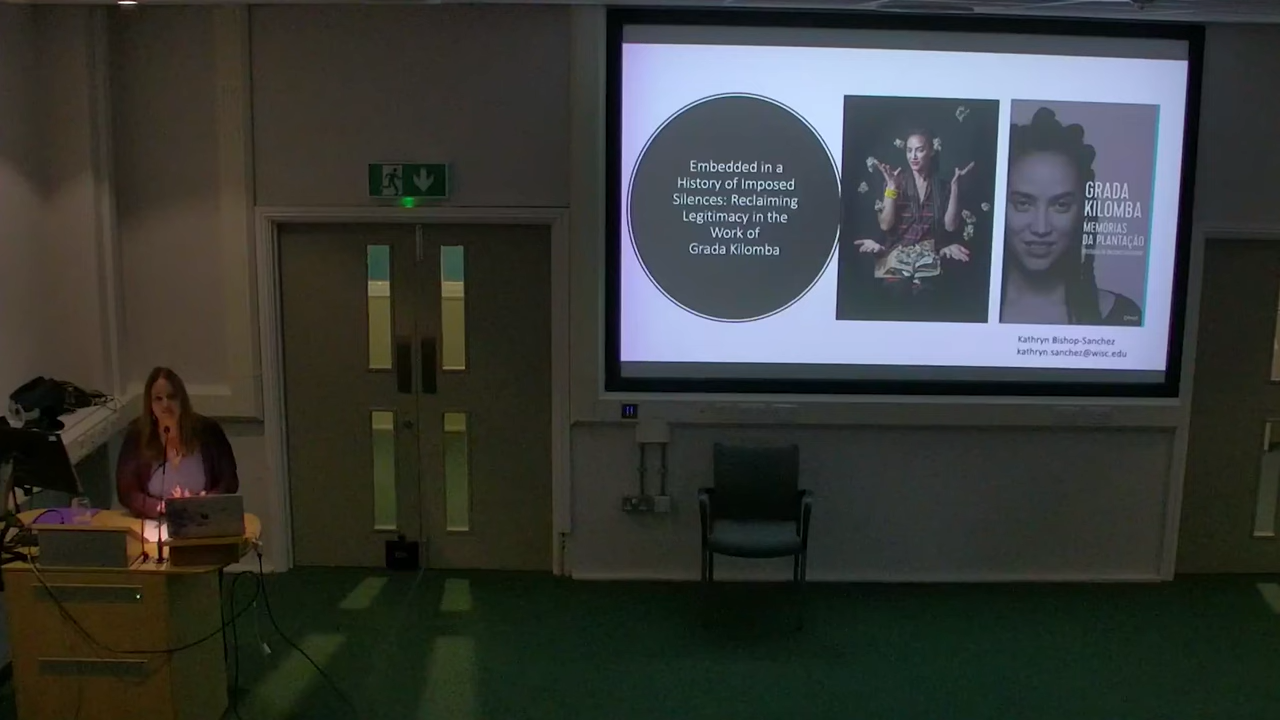 Embedded in a
History of Imposed
Silences: Reclaiming
Legitimacy in the
Work of
Grada Kilomba
GRADA
KILOMBA
MEMÓRIAS
DA PLANTAÇÃO
Kathryn Bishop-Sanchez
kathryn.sanchez@wisc.edu